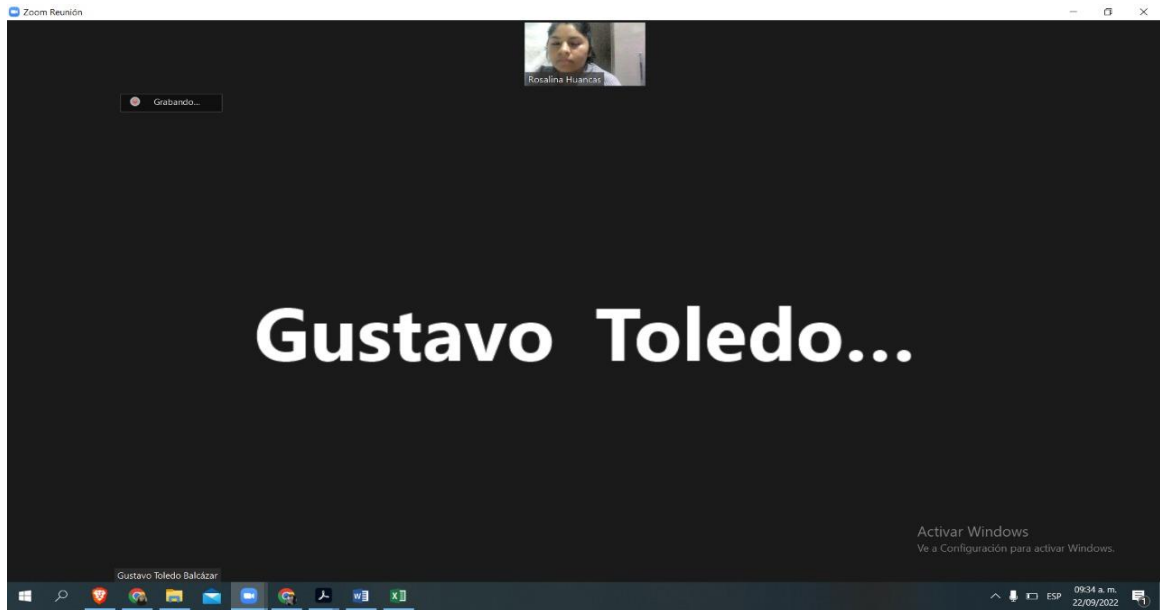 Zoom Reunión
Rosalina Huancas
Grabando...
Gustavo Toledo...
Activar Windows
Ve a Configuración para activar Windows.
Gustavo Toledo Balcázar
ESP
09:34 a. m.
22/09/2022
1